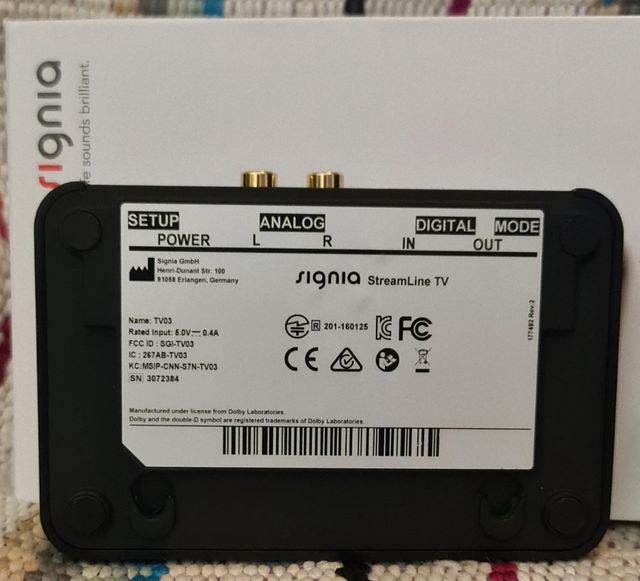 signia
life sounds brilliant.
SETUP ANALOG DIGITAL MODE
POWER L R IN OUT
Signia GmbH
Henri-Dunant Str. 100
91058 Erlangen, Germany
signia StreamLine TV
Name: TV03
Rated Input: 5.0V 0.4A
FCC ID : SGI-TV03
IC : 267AB-TV03
KC:MSIP-CNN-S7N-TV03
SN 3072384
R 201-160125
FC
CE
177482 Rev.2
Manufactured under license from Dolby Laboratories.
Dolby and the double-D symbol are registered trademarks of Dolby Laboratories.